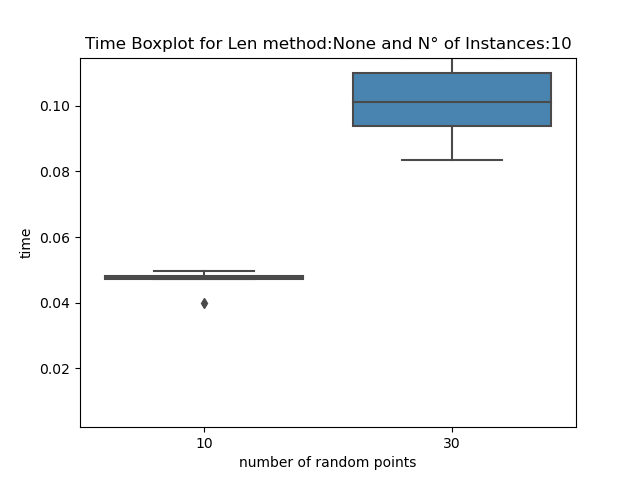 Time Boxplot for Len method:None and N° of Instances:10
0.10
0.08
0.06
0.04
0.02
time
10
30
number of random points